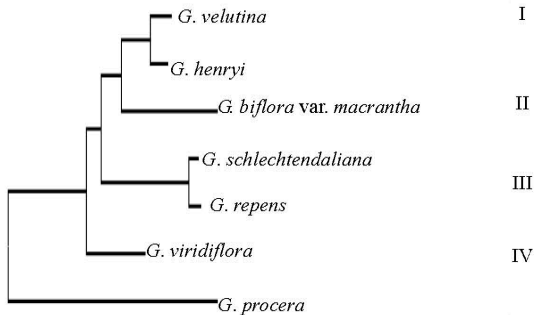 G. velutina I
G. henryi
G. biflora var. macrantha II
G. schlechtendaliana
III
G. repens
G. viridiflora IV
G. procera